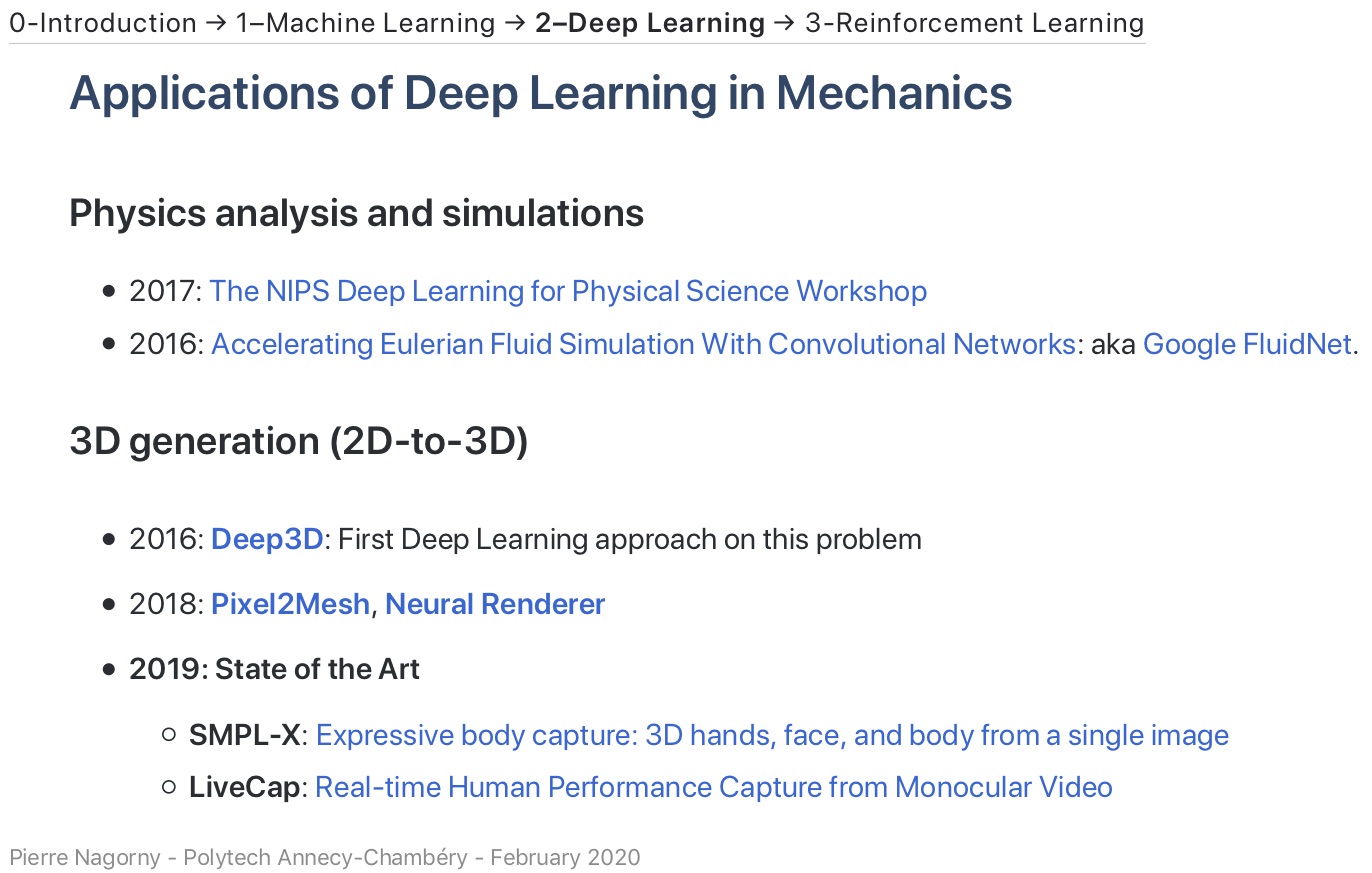 0-Introduction → 1–Machine Learning → 2–Deep Learning → 3-Reinforcement Learning
Applications of Deep Learning in Mechanics
Physics analysis and simulations
• 2017: The NIPS Deep Learning for Physical Science Workshop
• 2016: Accelerating Eulerian Fluid Simulation With Convolutional Networks: aka Google FluidNet.
3D generation (2D-to-3D)
• 2016: Deep3D: First Deep Learning approach on this problem
• 2018: Pixel2Mesh, Neural Renderer
• 2019: State of the Art
○ SMPL-X: Expressive body capture: 3D hands, face, and body from a single image
○ LiveCap: Real-time Human Performance Capture from Monocular Video
Pierre Nagorny - Polytech Annecy-Chambéry - February 2020